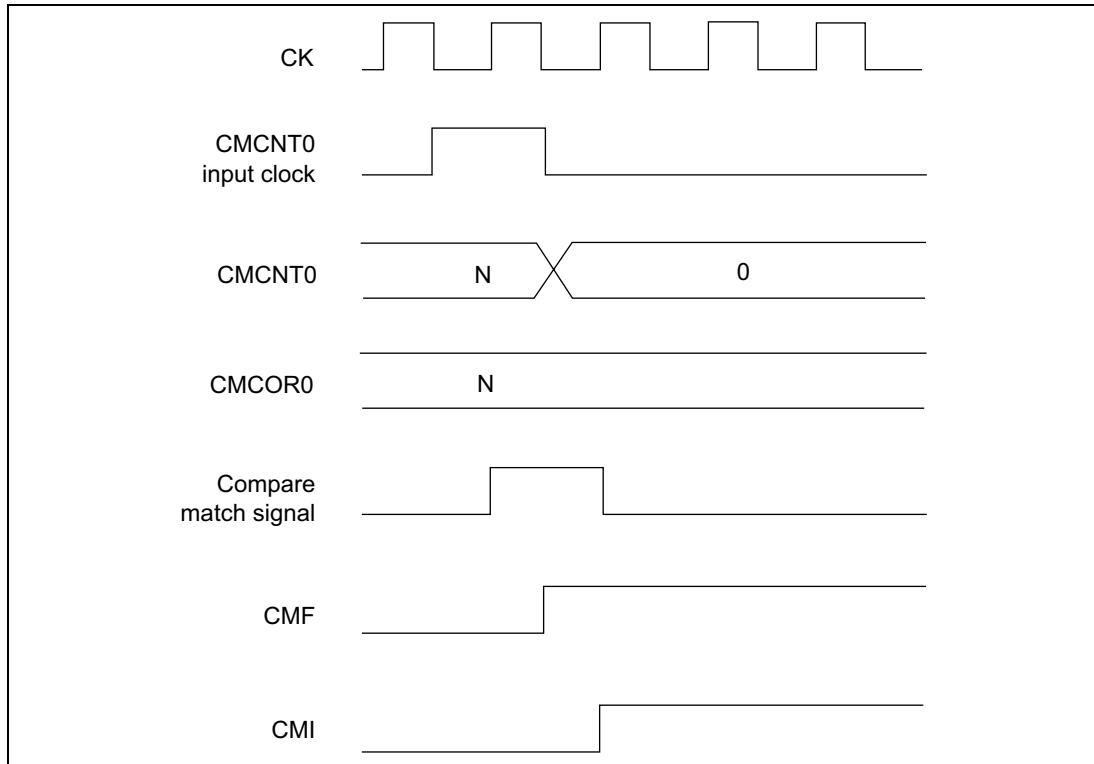 CK
CMCNT0
input clock
CMCNT0
N
0
CMCOR0
N
Compare
match signal
CMF
CMI